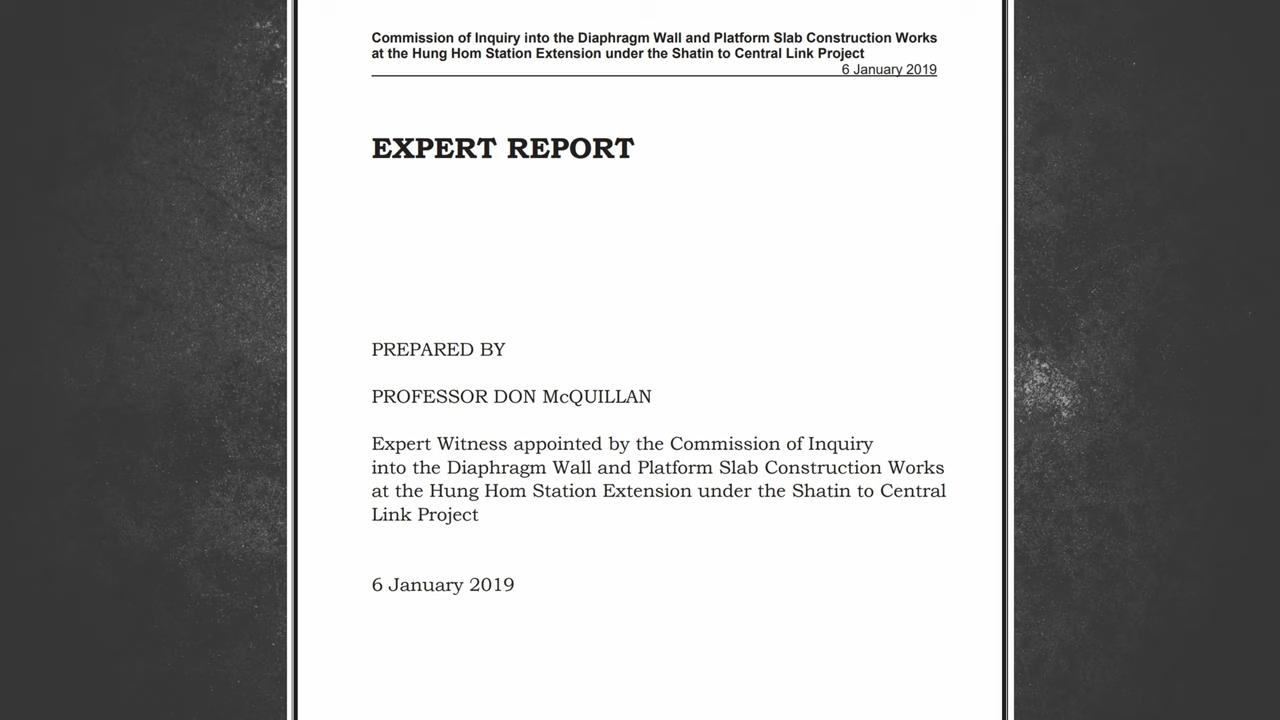 Commission of Inquiry into the Diaphragm Wall and Platform Slab Construction Works
at the Hung Hom Station Extension under the Shatin to Central Link Project
6 January 2019
EXPERT REPORT
PREPARED BY
PROFESSOR DON McQUILLAN
Expert Witness appointed by the Commission of Inquiry
into the Diaphragm Wall and Platform Slab Construction Works
at the Hung Hom Station Extension under the Shatin to Central
Link Project
6 January 2019